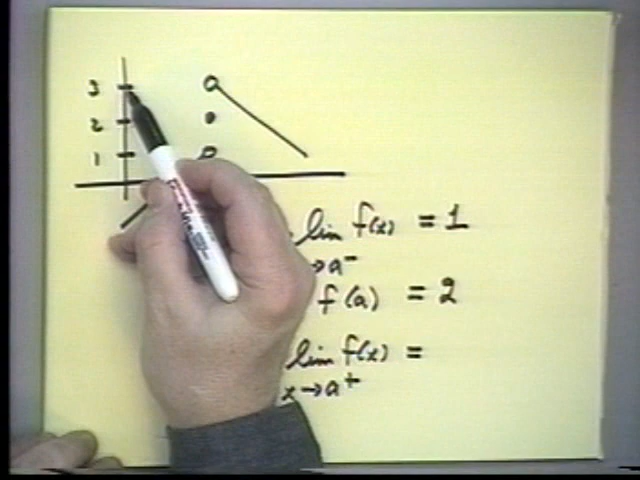 3
2
1
lim f(x) = 1
→a⁻
f(a) = 2
lim f(x) =
x→a⁺